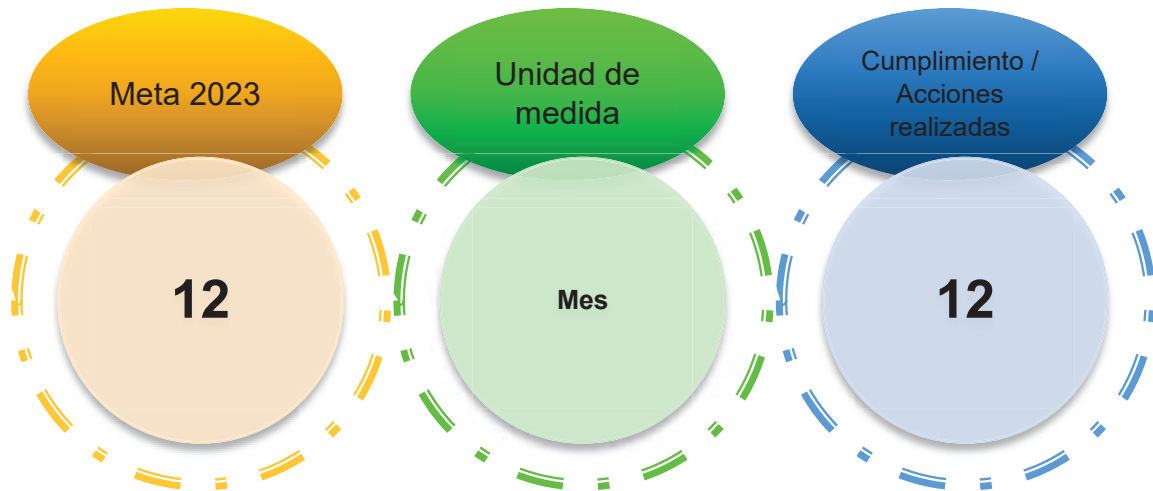 Meta 2023
Unidad de
medida
Cumplimiento /
Acciones
realizadas
12
Mes
12